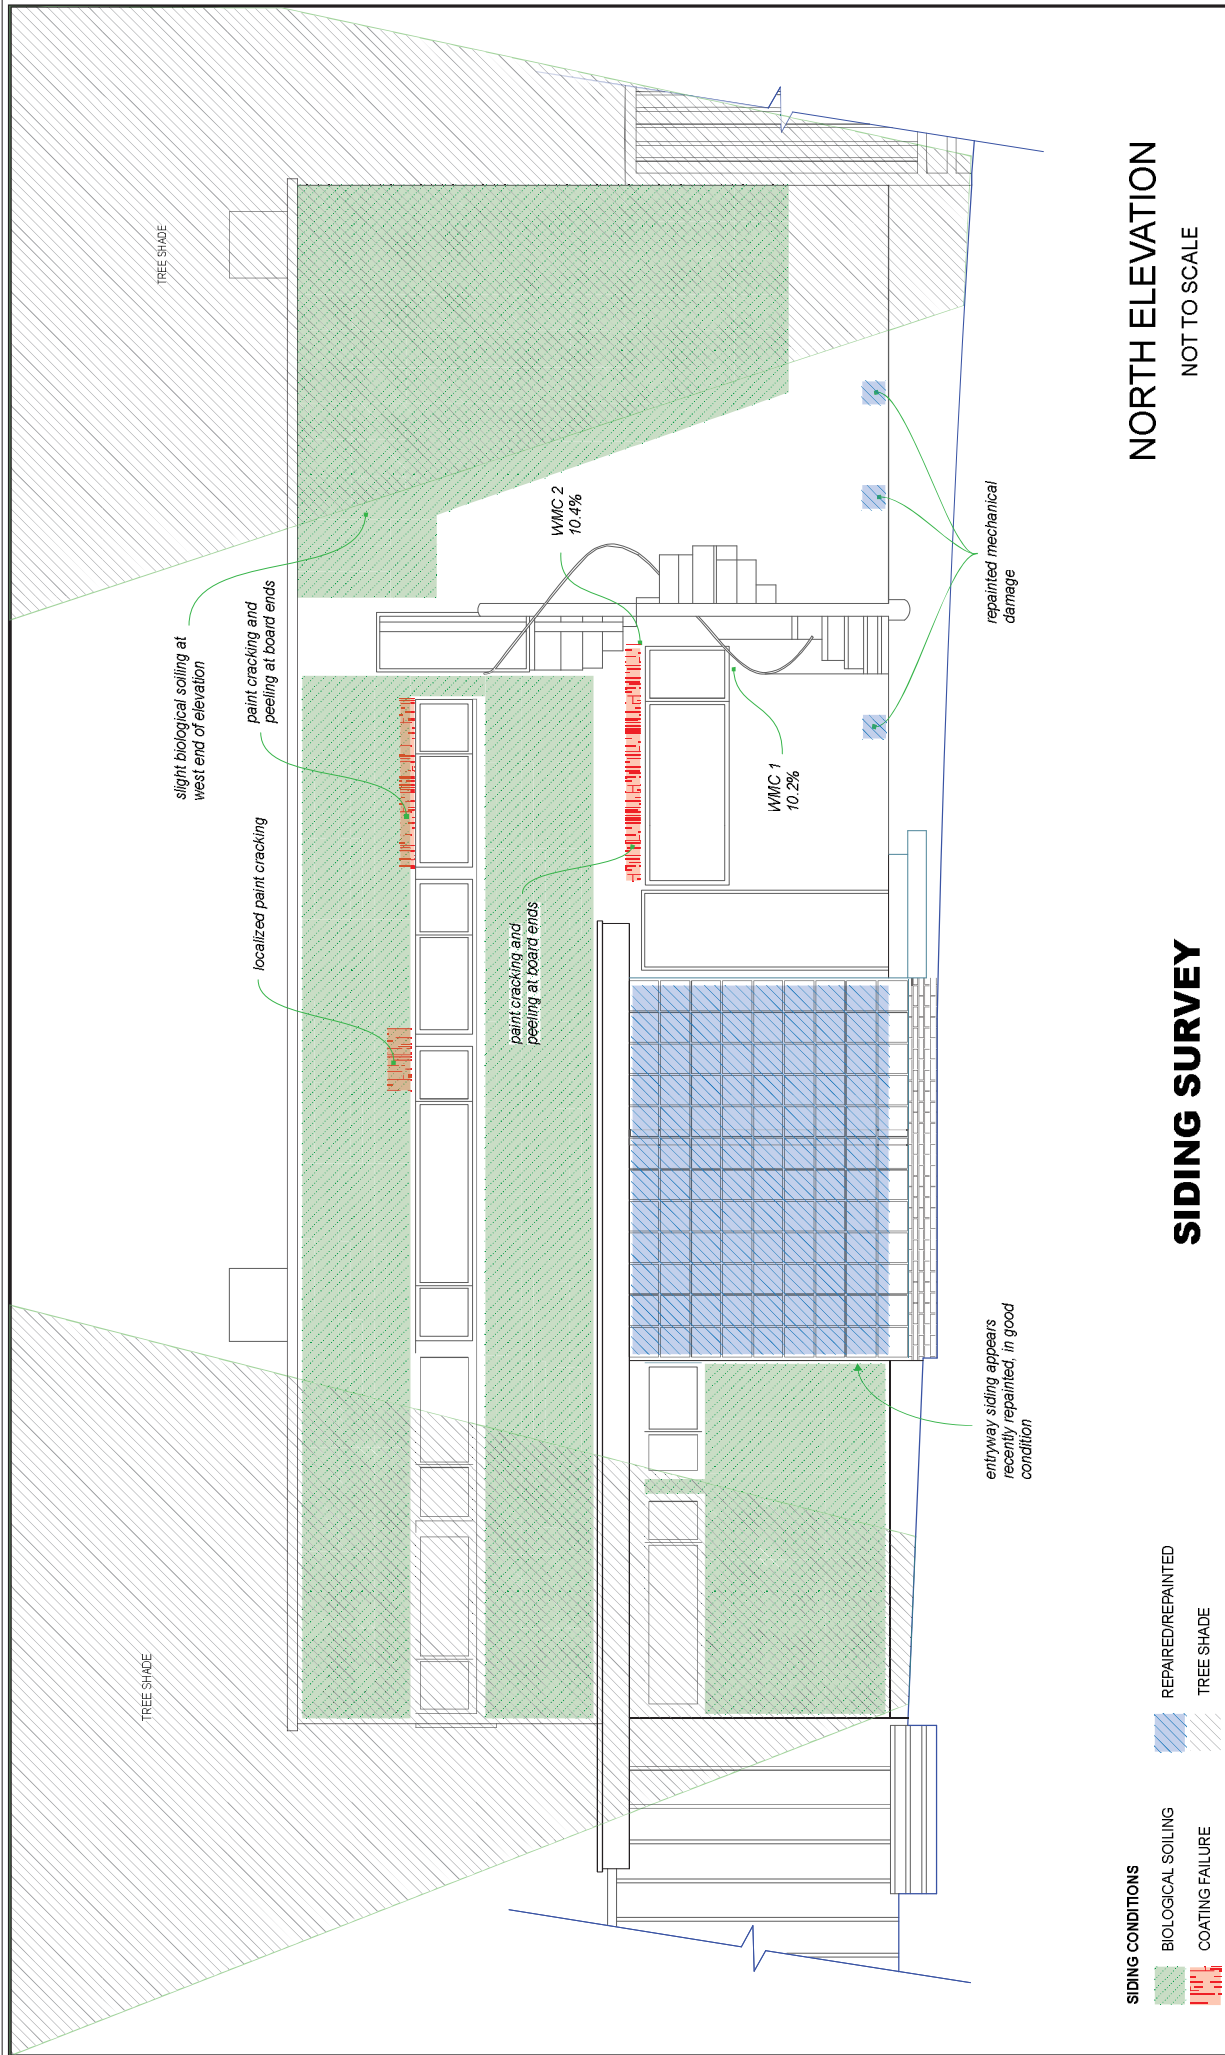 TREE SHADE
TREE SHADE
slight biological soiling at
west end of elevation
paint cracking and
peeling at board ends
localized paint cracking
WMC 2
10.4%
paint cracking and
peeling at board ends
WMC 1
10.2%
repainted mechanical
damage
entryway siding appears
recently repainted, in good
condition
SIDING CONDITIONS
BIOLOGICAL SOILING
COATING FAILURE
REPAIRED/REPAINTED
TREE SHADE
SIDING SURVEY
NORTH ELEVATION
NOT TO SCALE